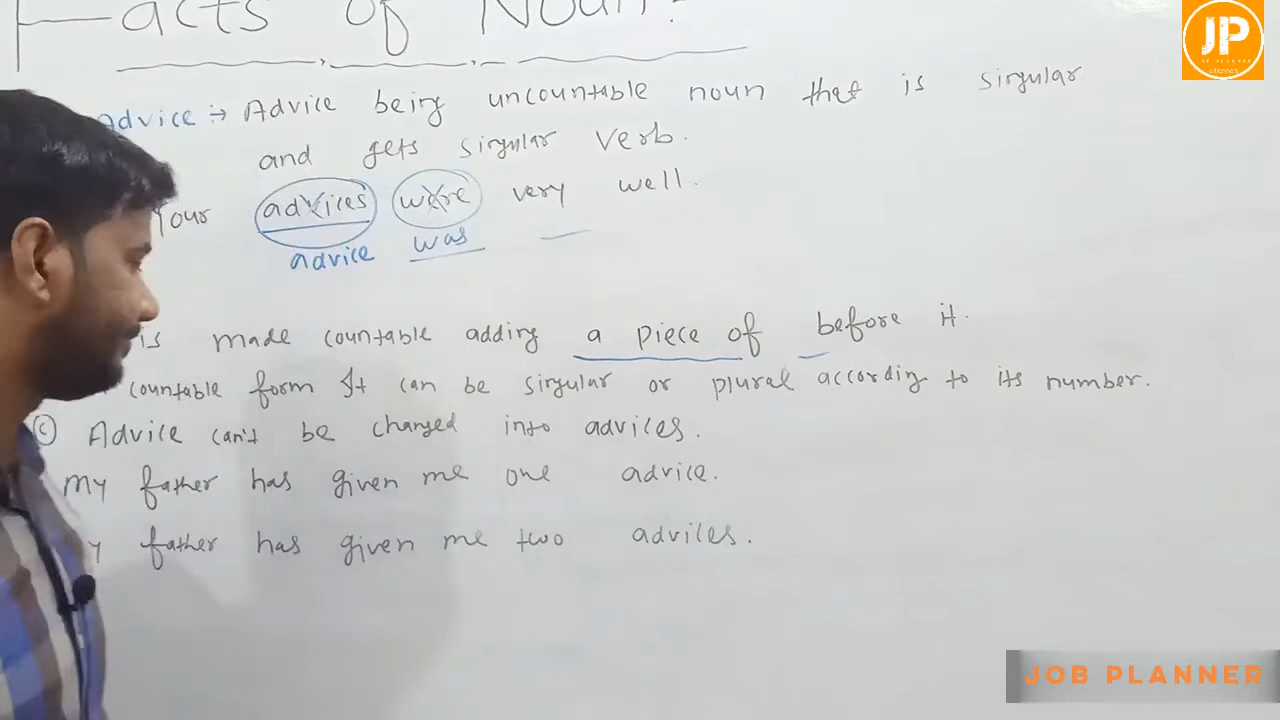 Facts of Noun?
JP
Advice :→ Advice being uncountable noun that is singular
and gets singular verb.
Your advices were very well.
advice was
is made countable adding a piece of before it.
countable form It can be singular or plural according to its number.
(C) Advice can't be changed into advices.
My father has given me one advice.
y father has given me two advices.
JOB PLANNER